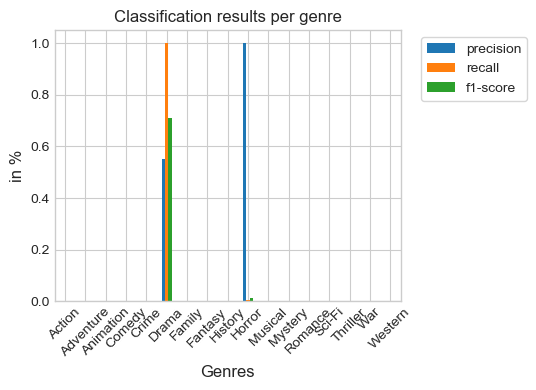 Classification results per genre
precision
recall
f1-score
1.0
0.8
0.6
0.4
0.2
0.0
in %
Action
Adventure
Animation
Comedy
Crime
Drama
Family
Fantasy
History
Horror
Musical
Mystery
Romance
Sci-Fi
Thriller
War
Western
Genres